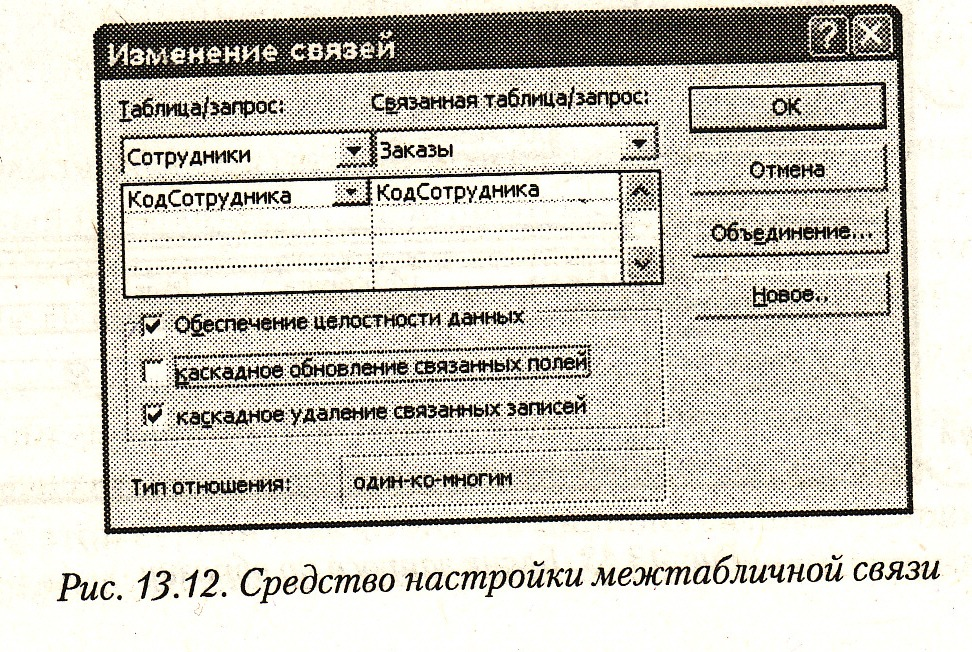 Изменение связей
Таблица/запрос: Связанная таблица/запрос:
Сотрудники Заказы
КодСотрудника КодСотрудника
ОК
Отмена
Объединение...
Новое..
Обеспечение целостности данных
каскадное обновление связанных полей
каскадное удаление связанных записей
Тип отношения: один-ко-многим
Рис. 13.12. Средство настройки межтабличной связи